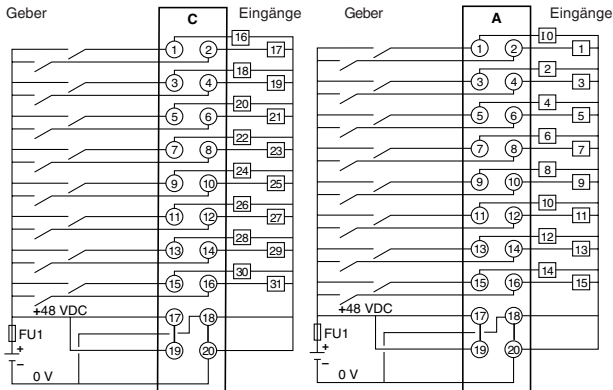 Geber C Eingänge
16
1 2 17
18
3 4 19
20
5 6 21
22
7 8 23
24
9 10 25
26
11 12 27
28
13 14 29
30
15 16 31
+48 VDC
17 18
FU1
+
19 20
–
0 V
Geber A Eingänge
I0
1 2 1
2
3 4 3
4
5 6 5
6
7 8 7
8
9 10 9
10
11 12 11
12
13 14 13
14
15 16 15
+48 VDC
17 18
FU1
+
19 20
–
0 V